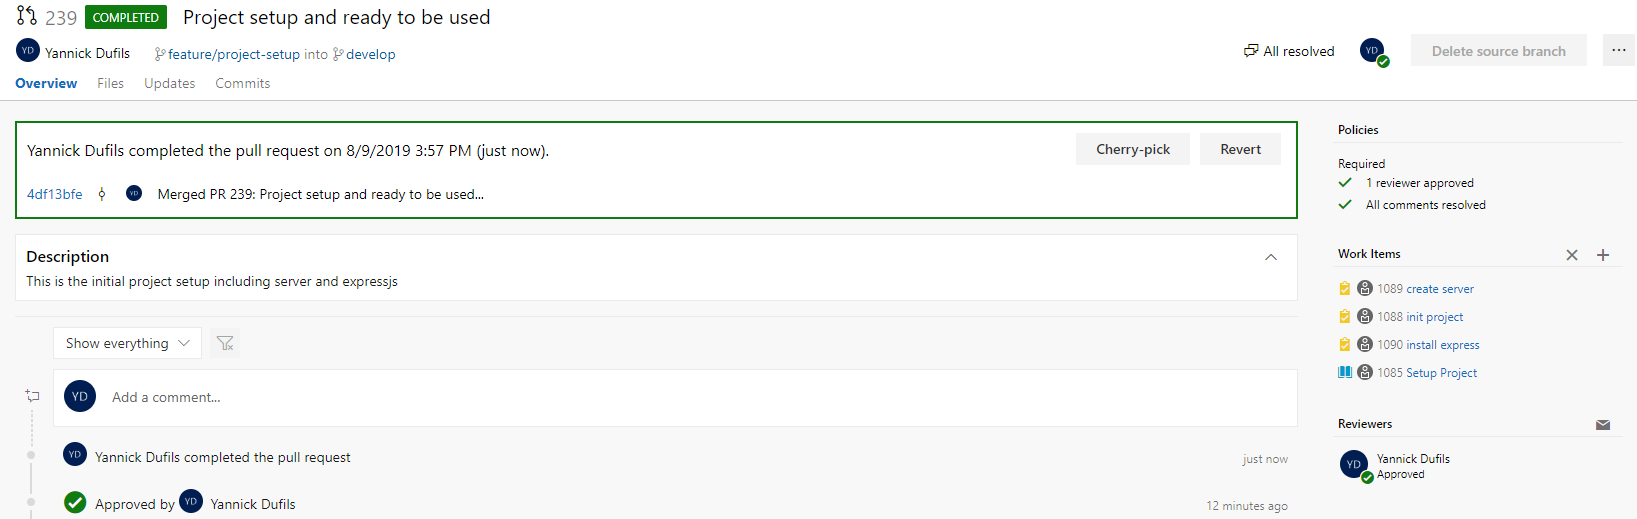 239 COMPLETED Project setup and ready to be used
YD Yannick Dufils feature/project-setup into develop
All resolved YD Delete source branch ...
Overview Files Updates Commits
Yannick Dufils completed the pull request on 8/9/2019 3:57 PM (just now).
Cherry-pick Revert
4df13bfe YD Merged PR 239: Project setup and ready to be used...
Description
This is the initial project setup including server and expressjs
Show everything
YD Add a comment...
YD Yannick Dufils completed the pull request just now
Approved by YD Yannick Dufils 12 minutes ago
Policies
Required
1 reviewer approved
All comments resolved
Work Items
1089 create server
1088 init project
1090 install express
1085 Setup Project
Reviewers
YD Yannick Dufils
Approved